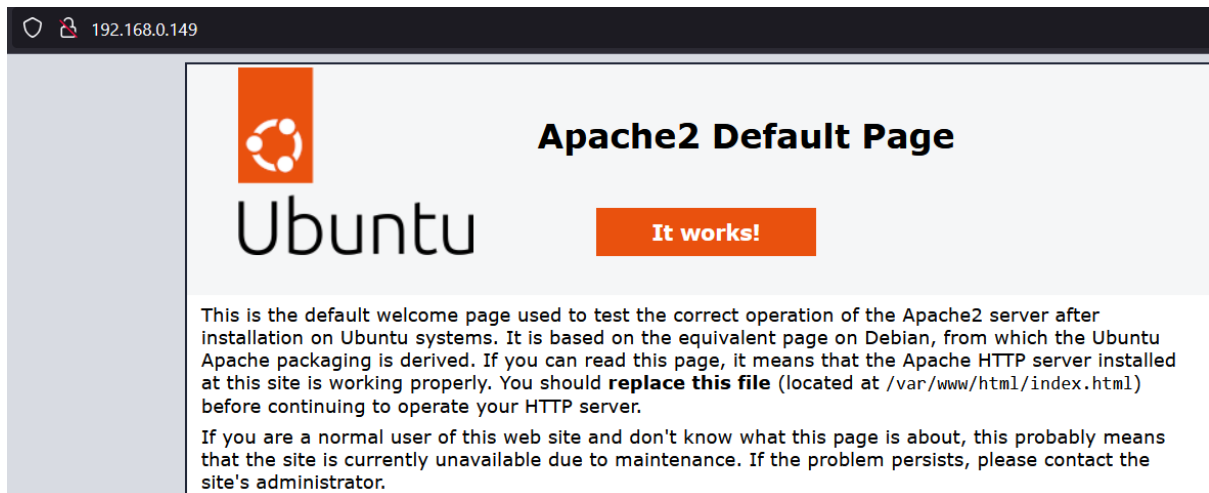 192.168.0.149
Apache2 Default Page
Ubuntu
It works!
This is the default welcome page used to test the correct operation of the Apache2 server after
installation on Ubuntu systems. It is based on the equivalent page on Debian, from which the Ubuntu
Apache packaging is derived. If you can read this page, it means that the Apache HTTP server installed
at this site is working properly. You should replace this file (located at /var/www/html/index.html)
before continuing to operate your HTTP server.
If you are a normal user of this web site and don't know what this page is about, this probably means
that the site is currently unavailable due to maintenance. If the problem persists, please contact the
site's administrator.